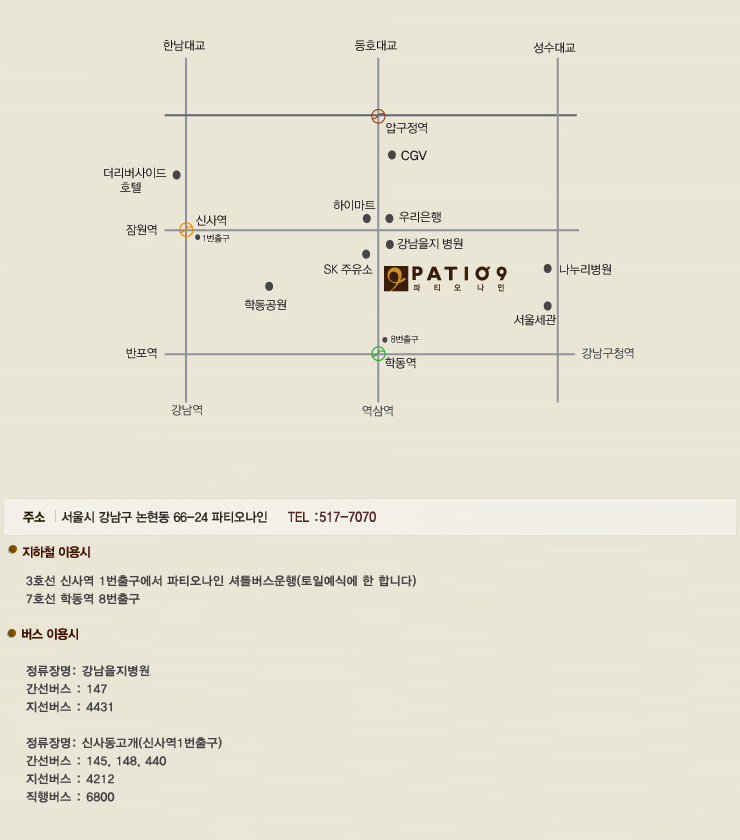 한남대교
동호대교
성수대교
압구정역
CGV
더리버사이드
호텔
하이마트
우리은행
신사역
잠원역
1번출구
강남을지 병원
SK 주유소
PATIO9
파티오나인
나누리병원
학동공원
서울세관
8번출구
반포역
강남구청역
학동역
강남역
역삼역
주소 서울시 강남구 논현동 66-24 파티오나인 TEL :517-7070
지하철 이용시
3호선 신사역 1번출구에서 파티오나인 셔틀버스운행(토일예식에 한 합니다)
7호선 학동역 8번출구
버스 이용시
정류장명: 강남을지병원
간선버스 : 147
지선버스 : 4431
정류장명: 신사동고개(신사역1번출구)
간선버스 : 145, 148, 440
지선버스 : 4212
직행버스 : 6800